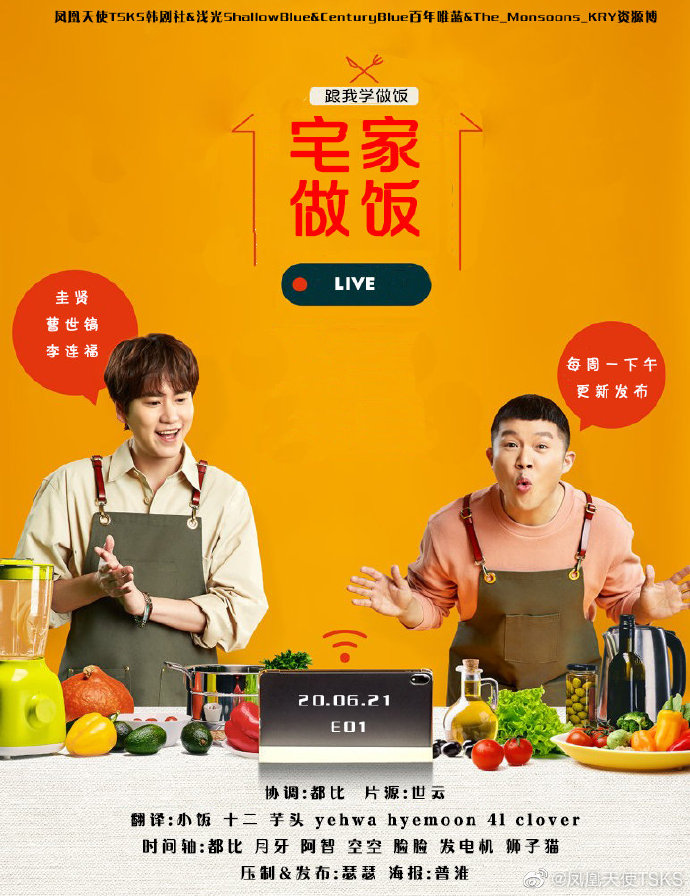 凤凰天使TSKS韩剧社&浅光ShallowBlue&CenturyBlue百年唯蓝&The_Monsoons_KRY资源博
跟我学做饭
宅家
做饭
LIVE
圭贤
曹世镐
李连福
每周一下午
更新发布
20.06.21
E01
协调:都比 片源:世云
翻译:小饭 十二 芋头 yehwa hyemoon 41 clover
时间轴:都比 月牙 阿智 空空 脸脸 发电机 狮子猫
压制&发布:瑟瑟 海报:普淮
@凤凰天使TSKS